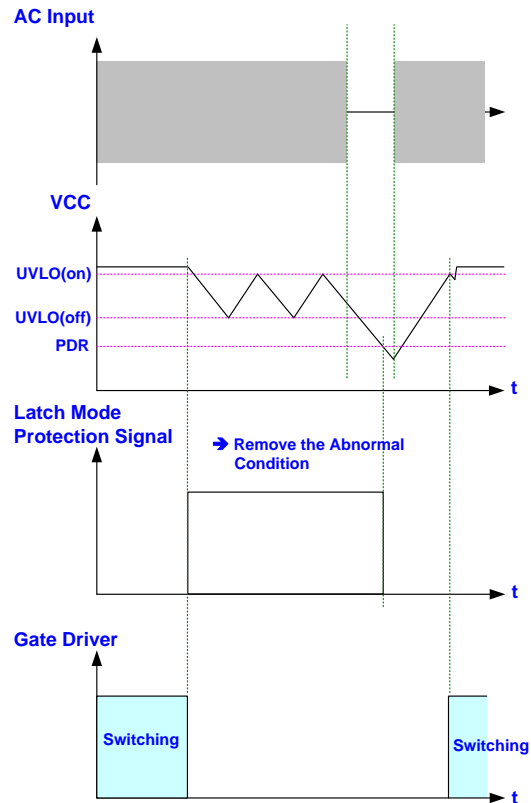 AC Input
VCC
UVLO(on)
UVLO(off)
PDR
t
Latch Mode
Protection Signal
➔ Remove the Abnormal
Condition
t
Gate Driver
Switching
Switching
t